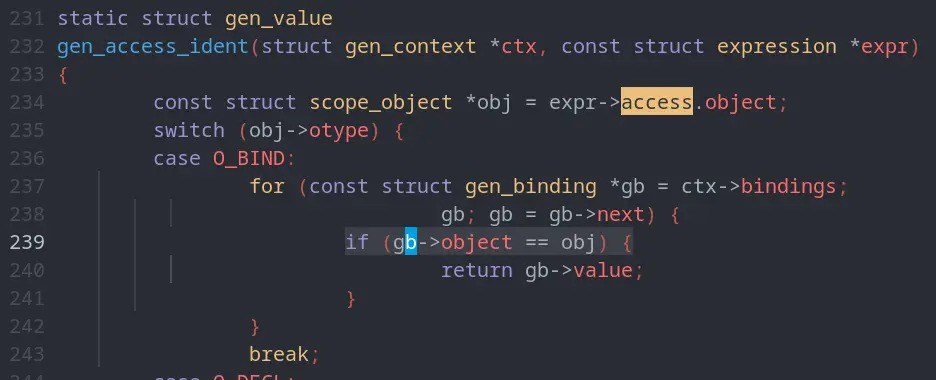 231 static struct gen_value
232 gen_access_ident(struct gen_context *ctx, const struct expression *expr)
233 {
234         const struct scope_object *obj = expr->access.object;
235         switch (obj->otype) {
236         case O_BIND:
237                 for (const struct gen_binding *gb = ctx->bindings;
238                                 gb; gb = gb->next) {
239                         if (gb->object == obj) {
240                                 return gb->value;
241                         }
242                 }
243                 break;
244         case O_DECL: